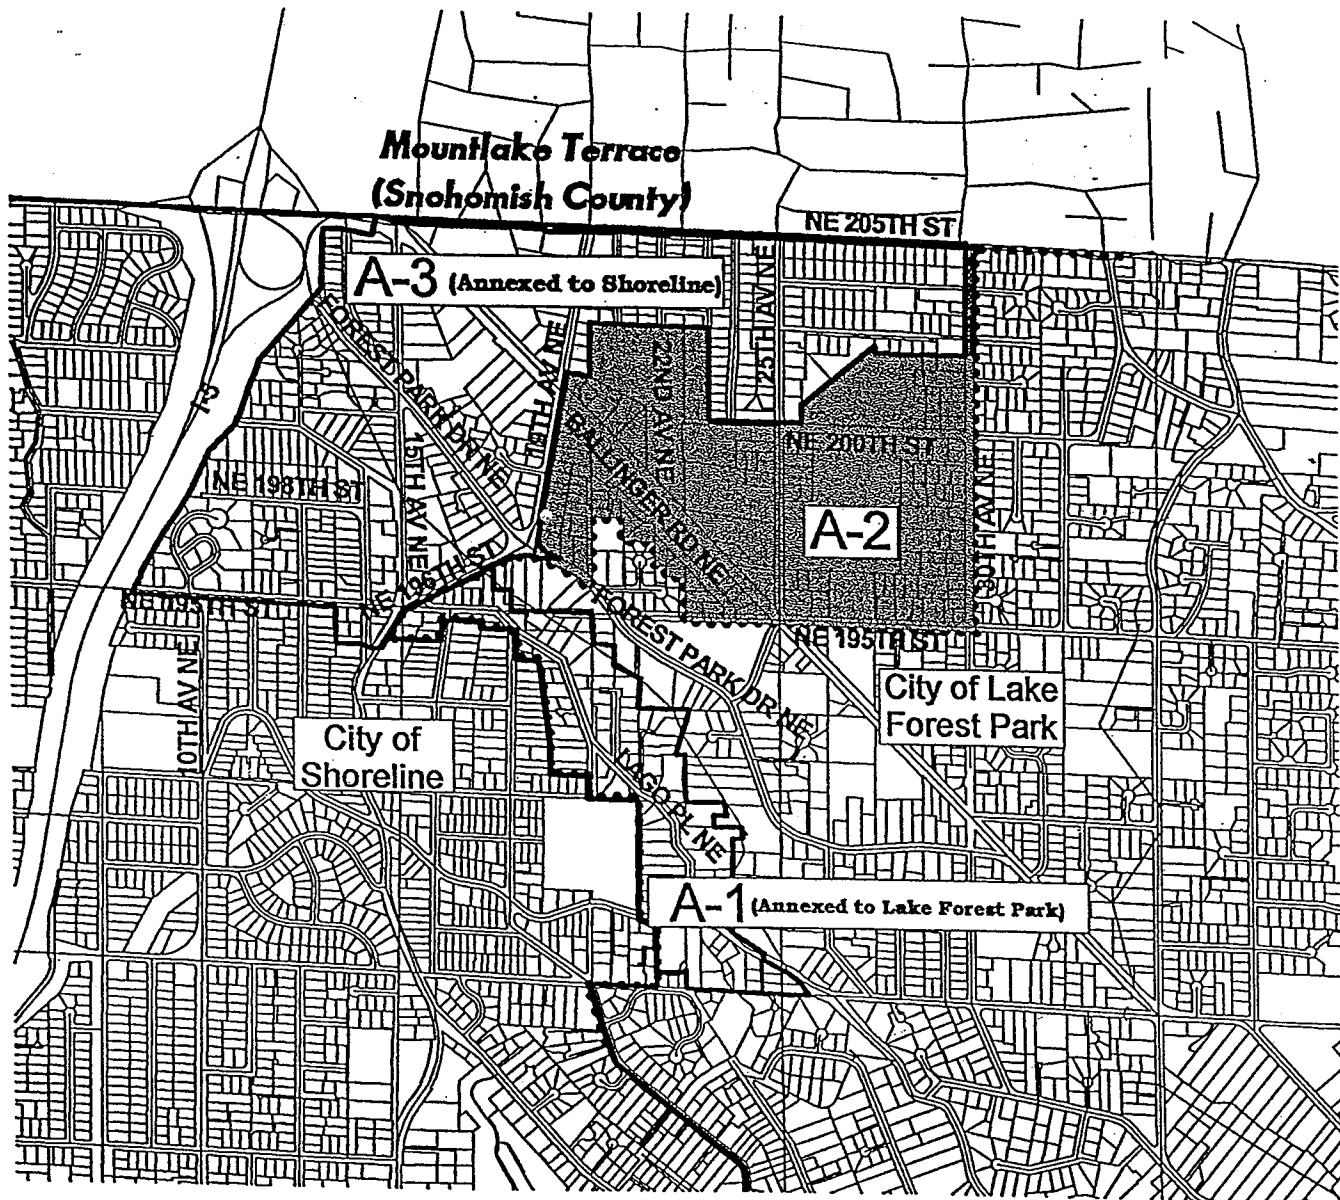 Mountlake Terrace
(Snohomish County)
NE 205TH ST
A-3 (Annexed to Shoreline)
25TH AV NE
I-5
FOREST PARK DR NE
15TH AV NE
22ND AV NE
BALLINGER RD NE
NE 200TH ST
NE 198TH ST
A-2
30TH AV NE
NE 196TH ST
NE 195TH ST
FOREST PARK DR NE
NE 195TH ST
10TH AV NE
City of Lake
Forest Park
City of
Shoreline
KAGO PL NE
A-1 (Annexed to Lake Forest Park)